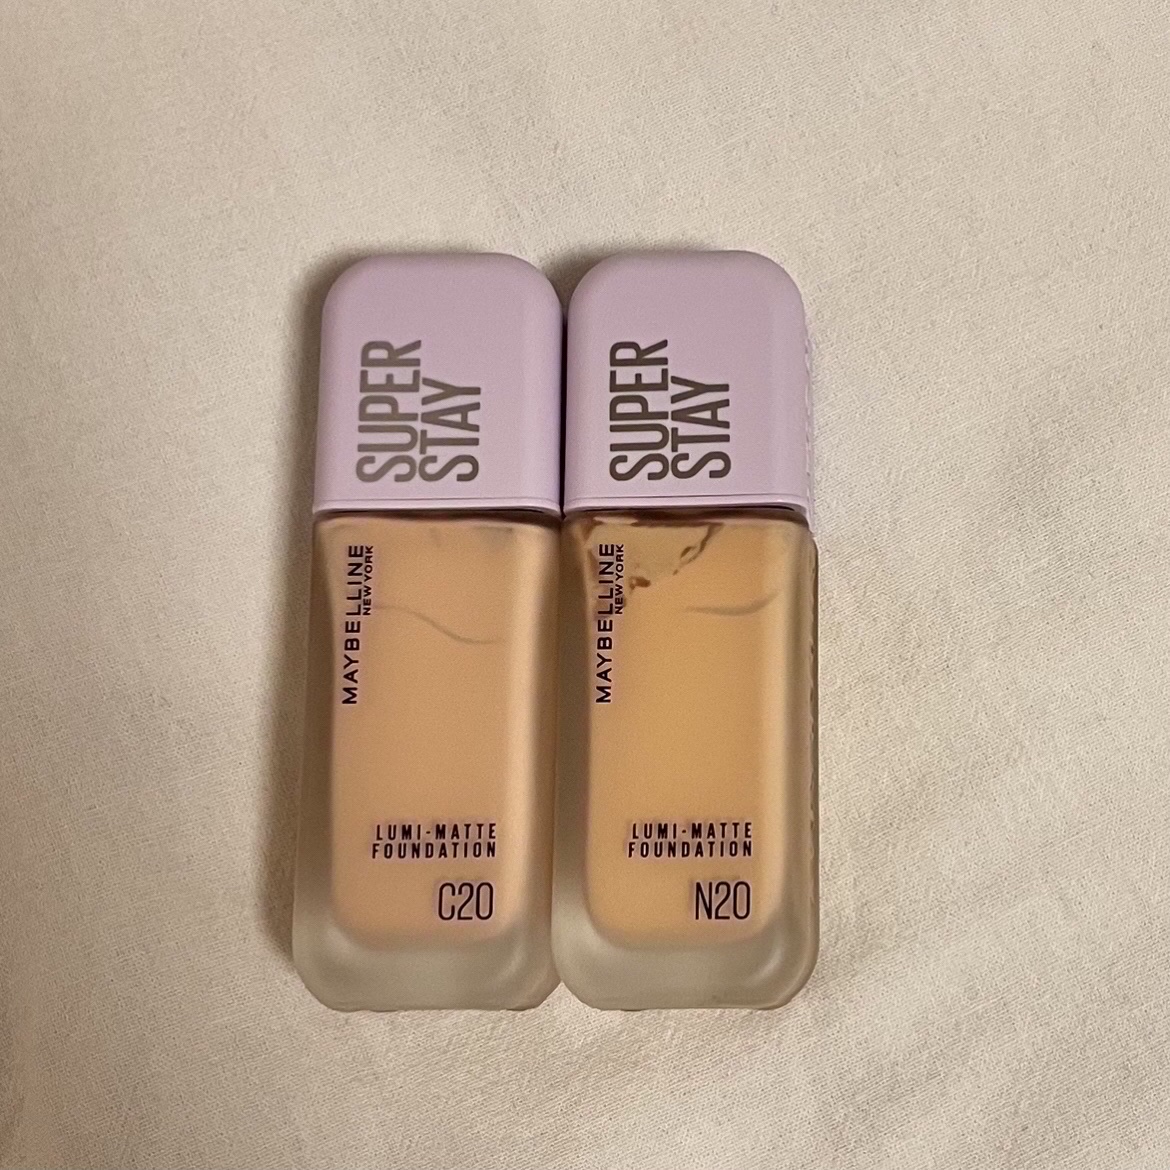 SUPER
STAY
MAYBELLINE
NEW YORK
LUMI-MATTE
FOUNDATION
C20
SUPER
STAY
MAYBELLINE
NEW YORK
LUMI-MATTE
FOUNDATION
N20